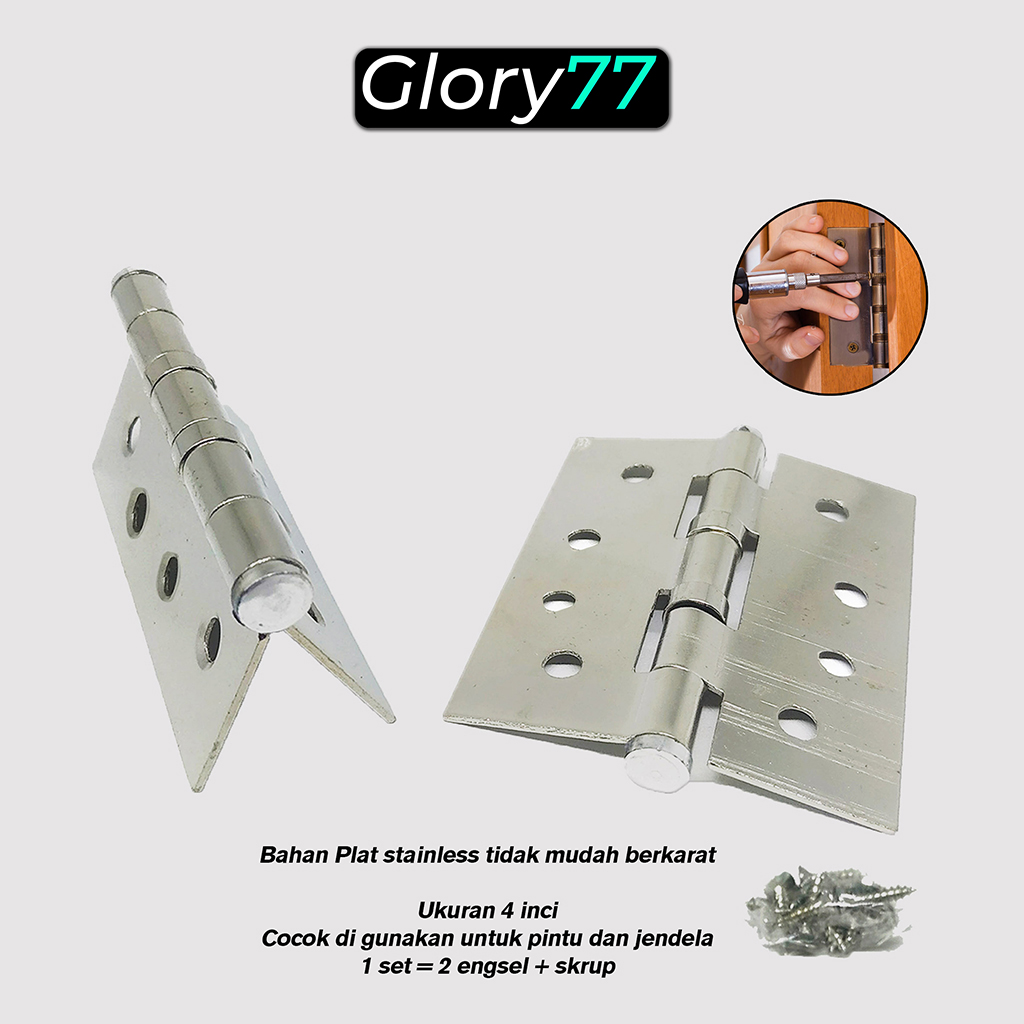 Glory77
Bahan Plat stainless tidak mudah berkarat
Ukuran 4 inci
Cocok di gunakan untuk pintu dan jendela
1 set = 2 engsel + skrup